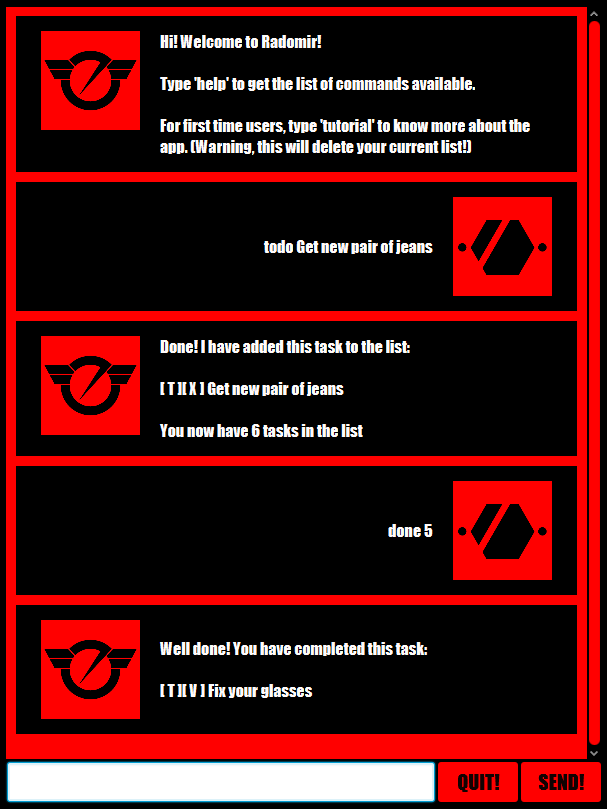 Hi! Welcome to Radomir!
Type 'help' to get the list of commands available.
For first time users, type 'tutorial' to know more about the
app. (Warning, this will delete your current list!)
todo Get new pair of jeans
Done! I have added this task to the list:
[ T ][ X ] Get new pair of jeans
You now have 6 tasks in the list
done 5
Well done! You have completed this task:
[ T ][ V ] Fix your glasses
QUIT! SEND!